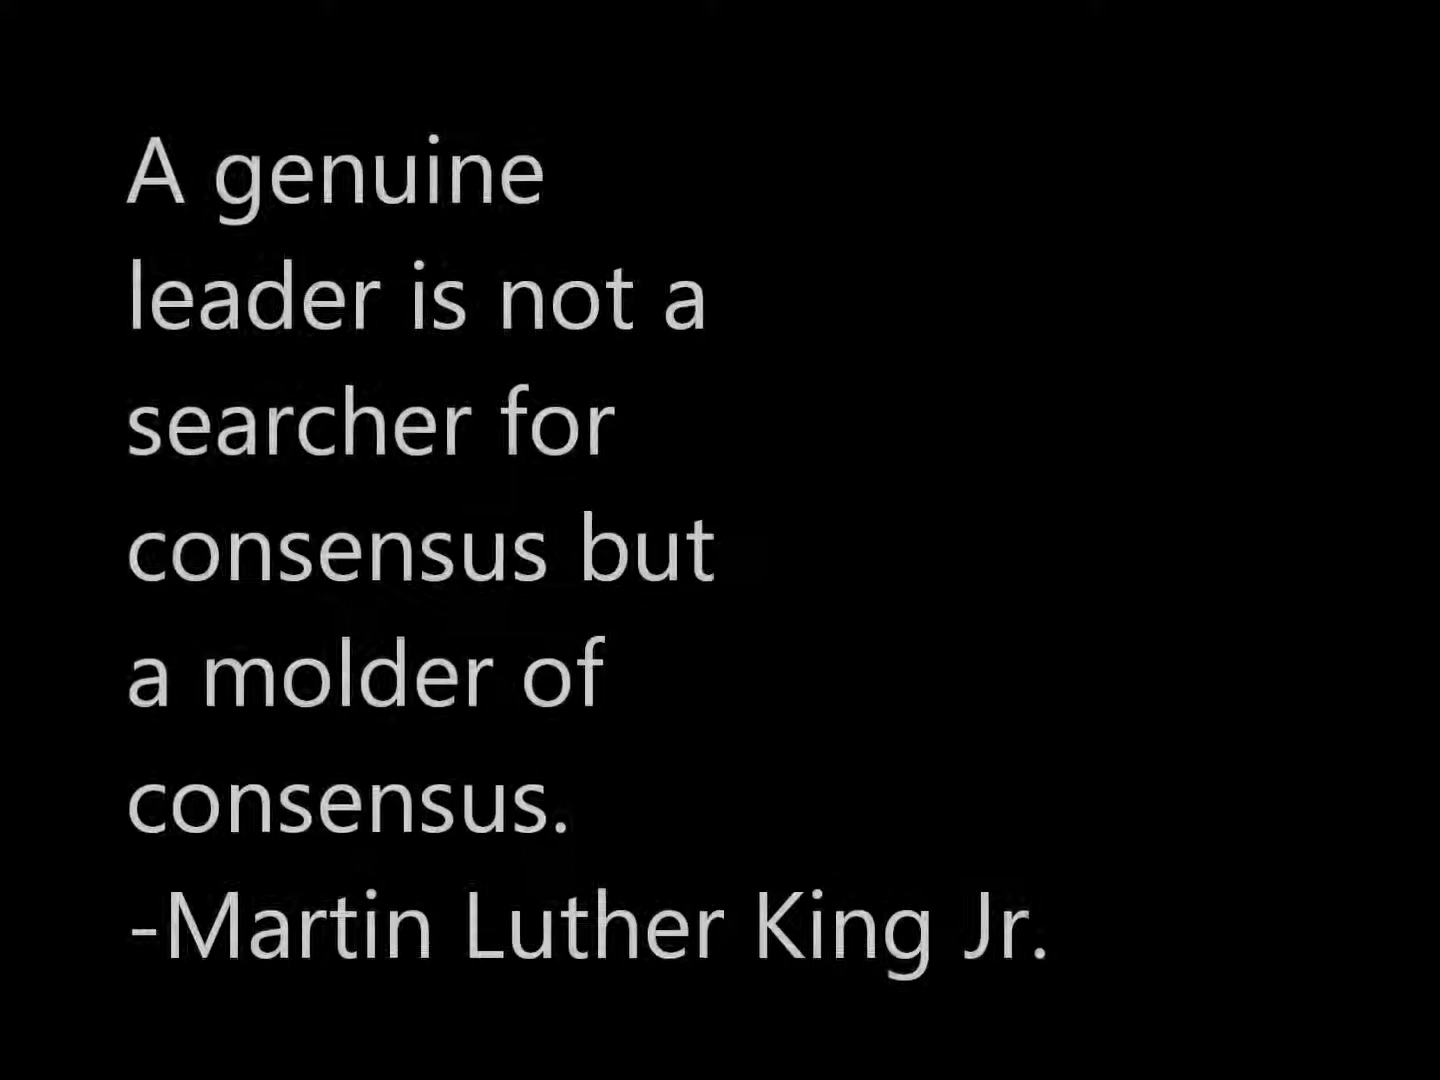 A genuine
leader is not a
searcher for
consensus but
a molder of
consensus.
-Martin Luther King Jr.